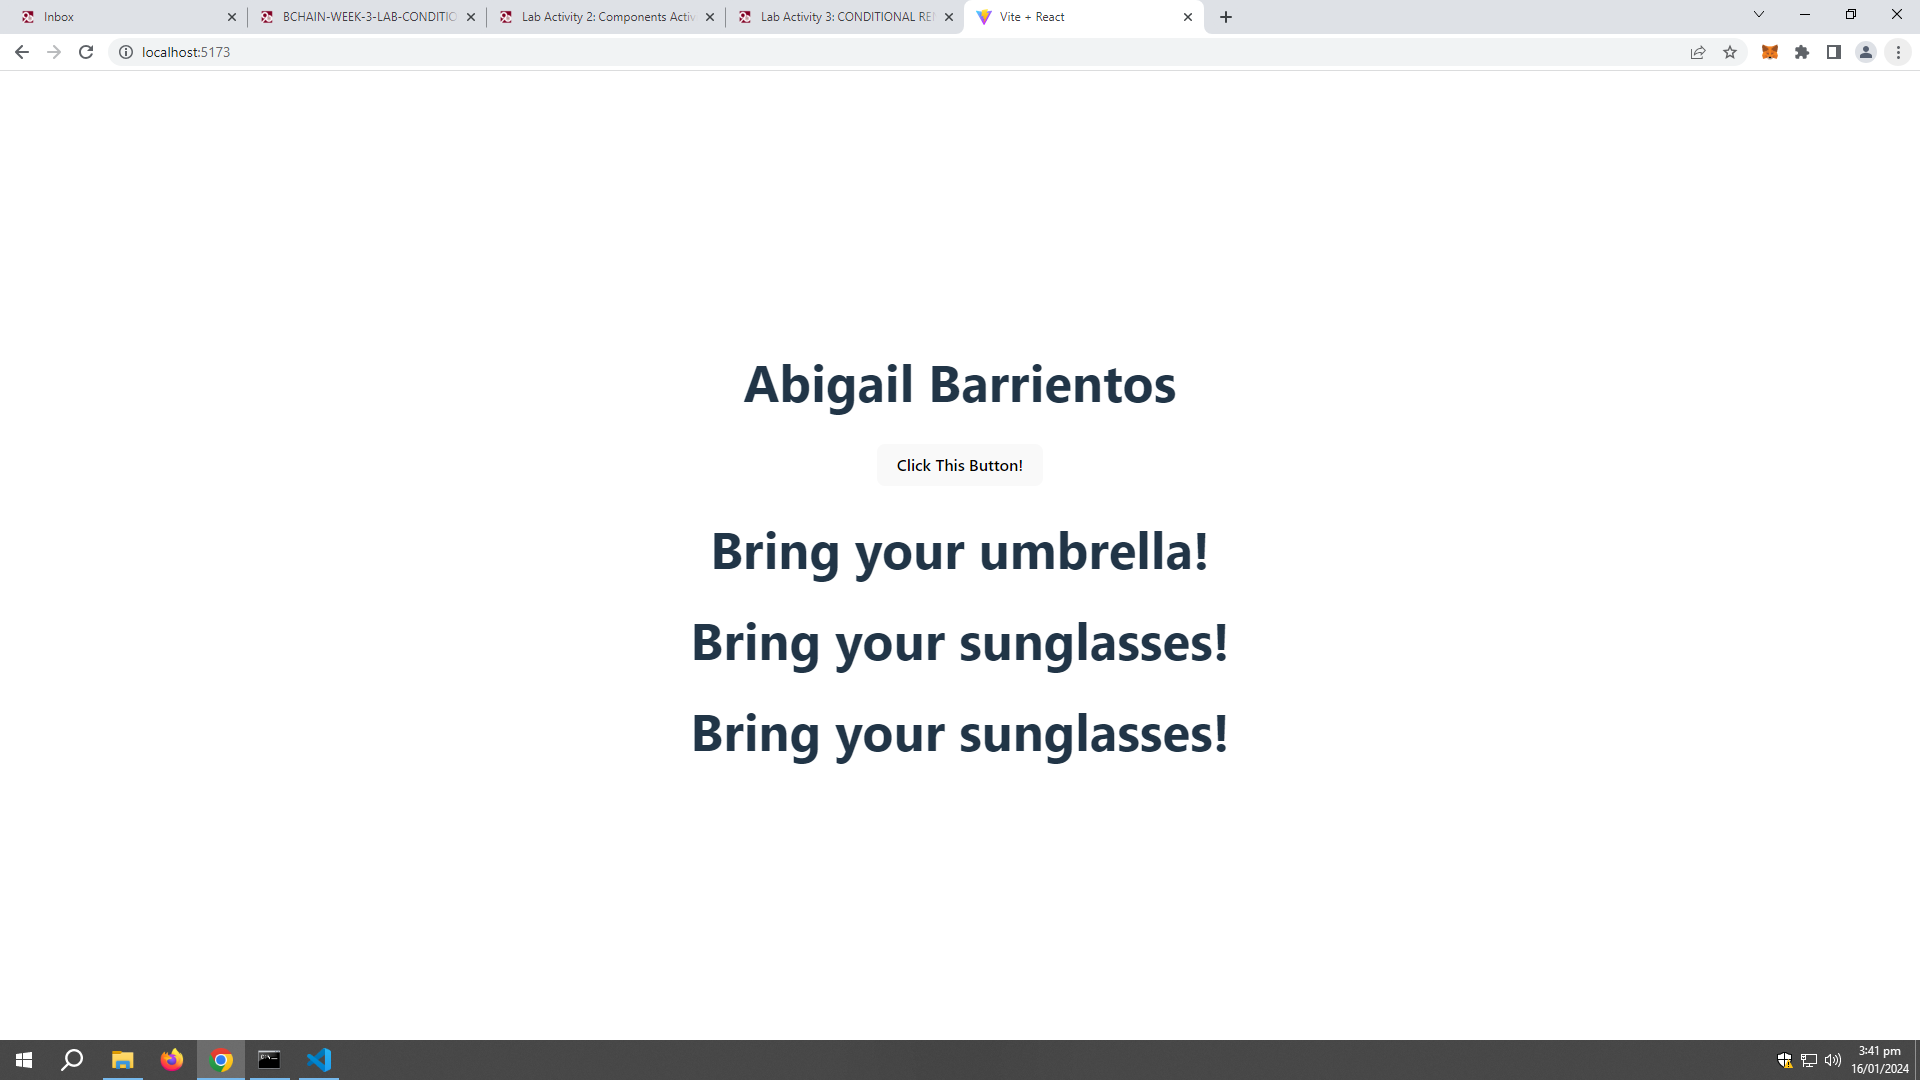 Inbox
BCHAIN-WEEK-3-LAB-CONDITIO
Lab Activity 2: Components Activ
Lab Activity 3: CONDITIONAL RE
Vite + React
localhost:5173
Abigail Barrientos
Click This Button!
Bring your umbrella!
Bring your sunglasses!
Bring your sunglasses!
3:41 pm
16/01/2024